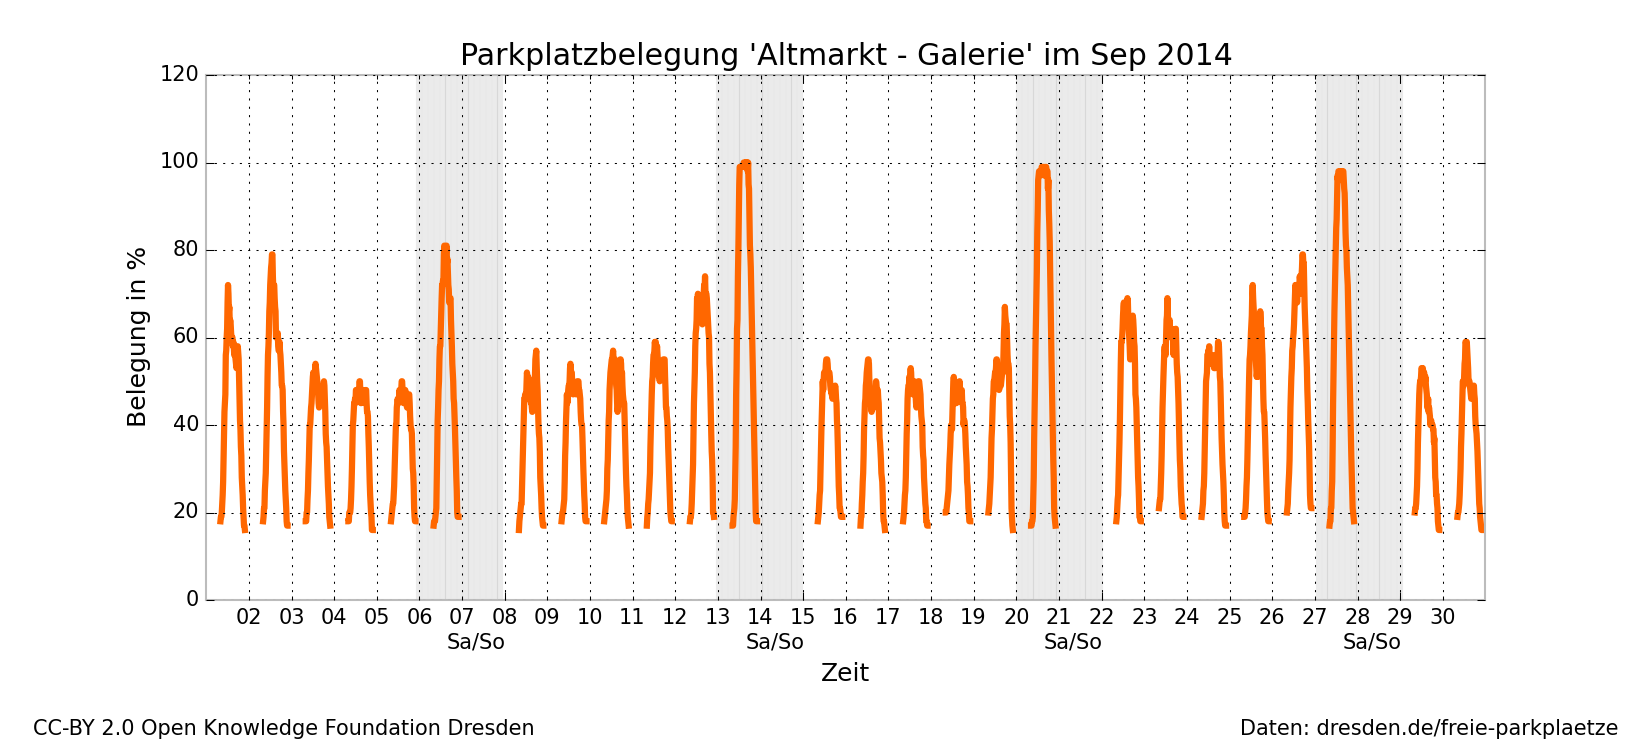 Parkplatzbelegung 'Altmarkt - Galerie' im Sep 2014
120
100
80
60
40
20
0
Belegung in %
02 03 04 05 06 07 08 09 10 11 12 13 14 15 16 17 18 19 20 21 22 23 24 25 26 27 28 29 30
Sa/So Sa/So Sa/So Sa/So
Zeit
CC-BY 2.0 Open Knowledge Foundation Dresden
Daten: dresden.de/freie-parkplaetze